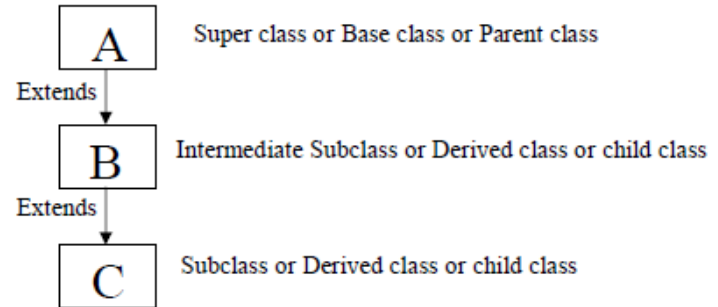 A Super class or Base class or Parent class
Extends
B Intermediate Subclass or Derived class or child class
Extends
C Subclass or Derived class or child class